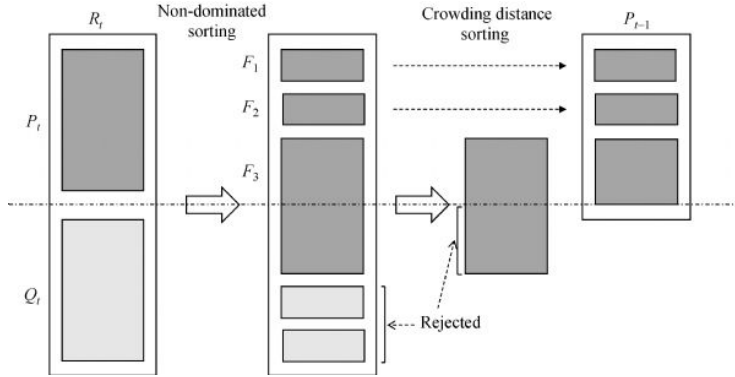 R_t
Non-dominated
sorting
Crowding distance
sorting
P_{t–1}
F_1
F_2
P_t
F_3
Q_t
Rejected